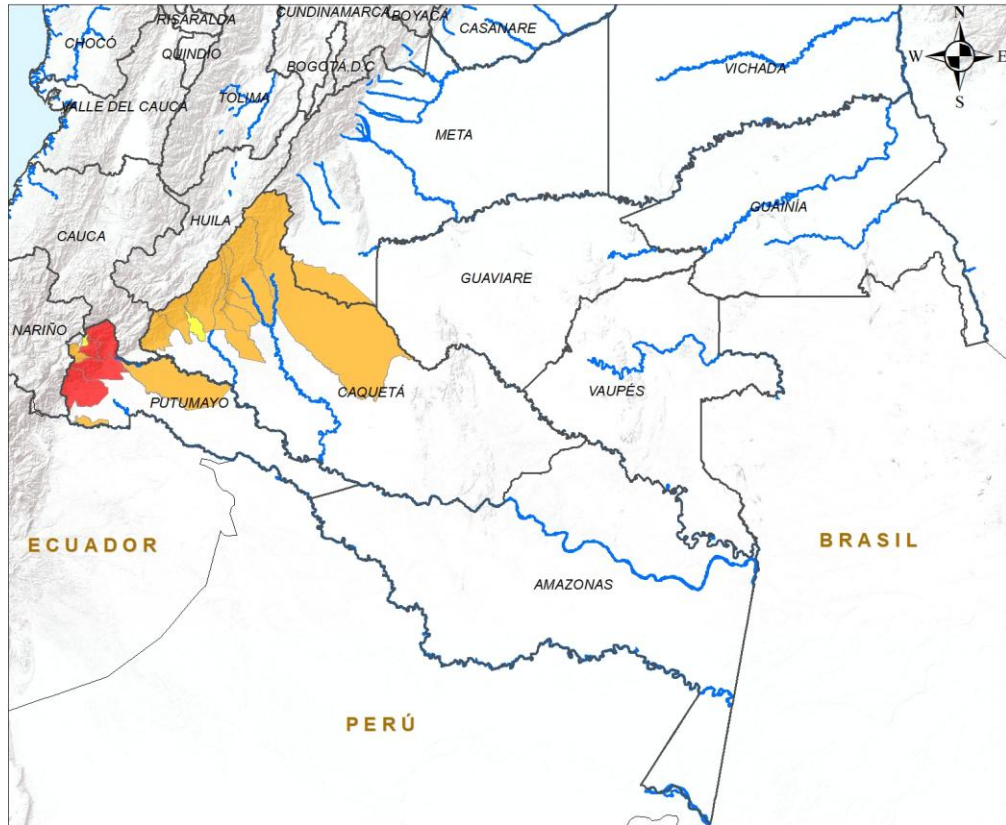 CUNDINAMARCA
BOYACÁ
RISARALDA
CASANARE
N
CHOCÓ
QUINDÍO
BOGOTÁ D.C
VICHADA
W
E
S
VALLE DEL CAUCA
TOLIMA
META
HUILA
GUAINÍA
CAUCA
GUAVIARE
NARIÑO
CAQUETÁ
VAUPÉS
PUTUMAYO
ECUADOR
BRASIL
AMAZONAS
PERÚ